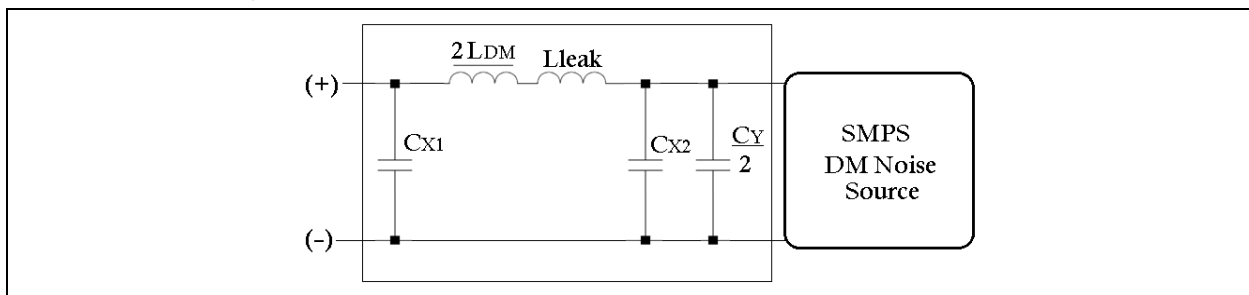 2 LDM
Lleak
(+)
CX1
CX2
CY
2
SMPS
DM Noise
Source
(-)